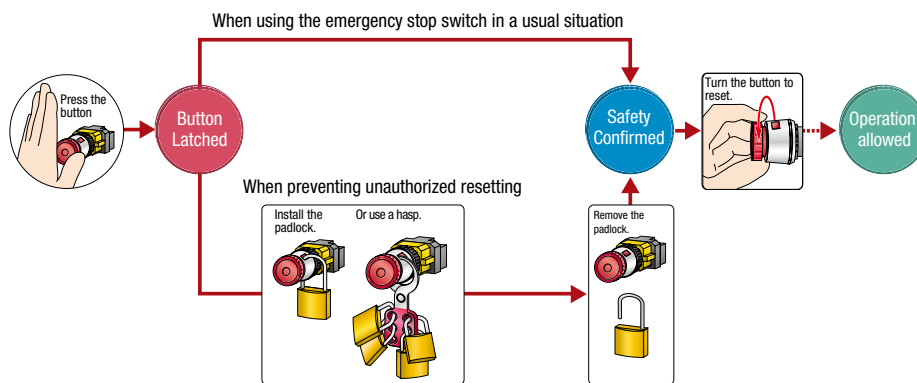 When using the emergency stop switch in a usual situation
Press the
button
Button
Latched
Safety
Confirmed
Turn the button to
reset.
Operation
allowed
When preventing unauthorized resetting
Install the
padlock.
Or use a hasp.
Remove the
padlock.